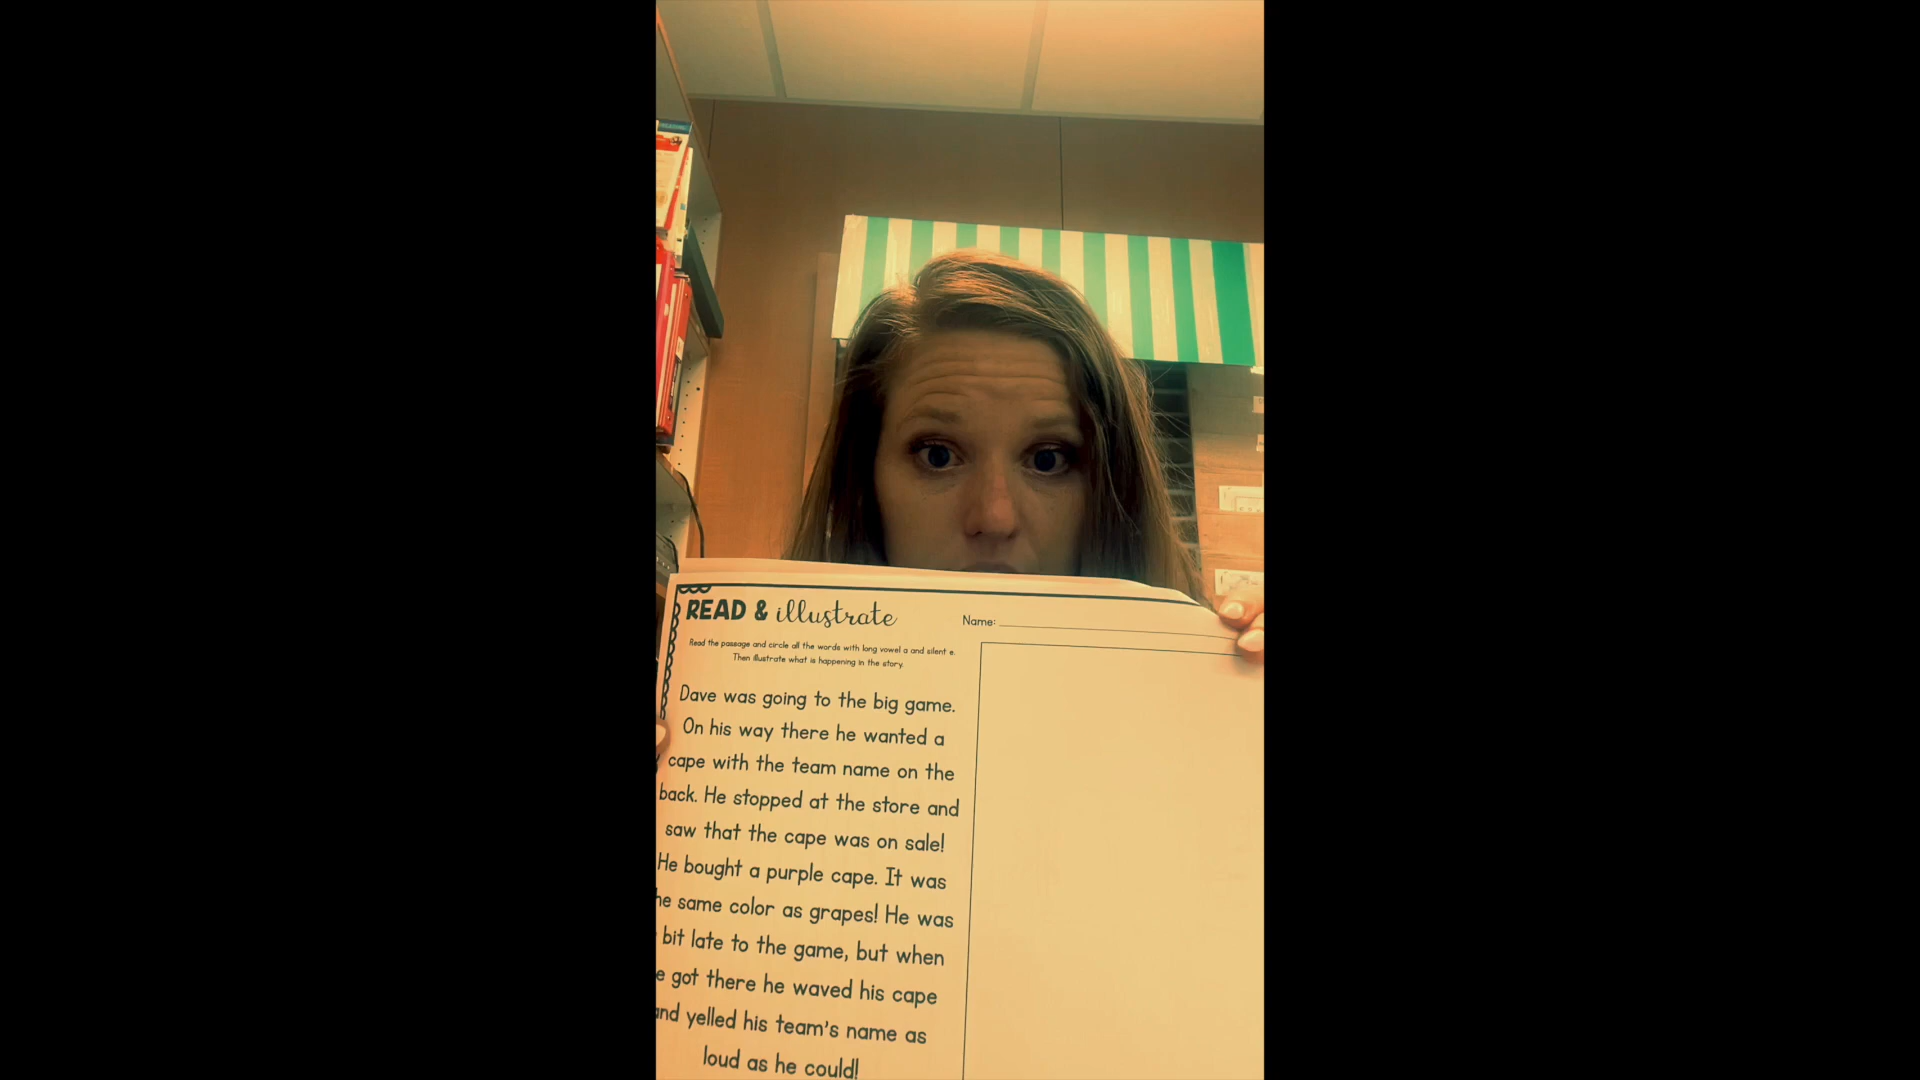 READ & illustrate
Name:
Read the passage and circle all the words with long vowel a and silent e.
Then illustrate what is happening in the story.
Dave was going to the big game.
On his way there he wanted a
cape with the team name on the
back. He stopped at the store and
saw that the cape was on sale!
He bought a purple cape. It was
he same color as grapes! He was
bit late to the game, but when
e got there he waved his cape
and yelled his team's name as
loud as he could!